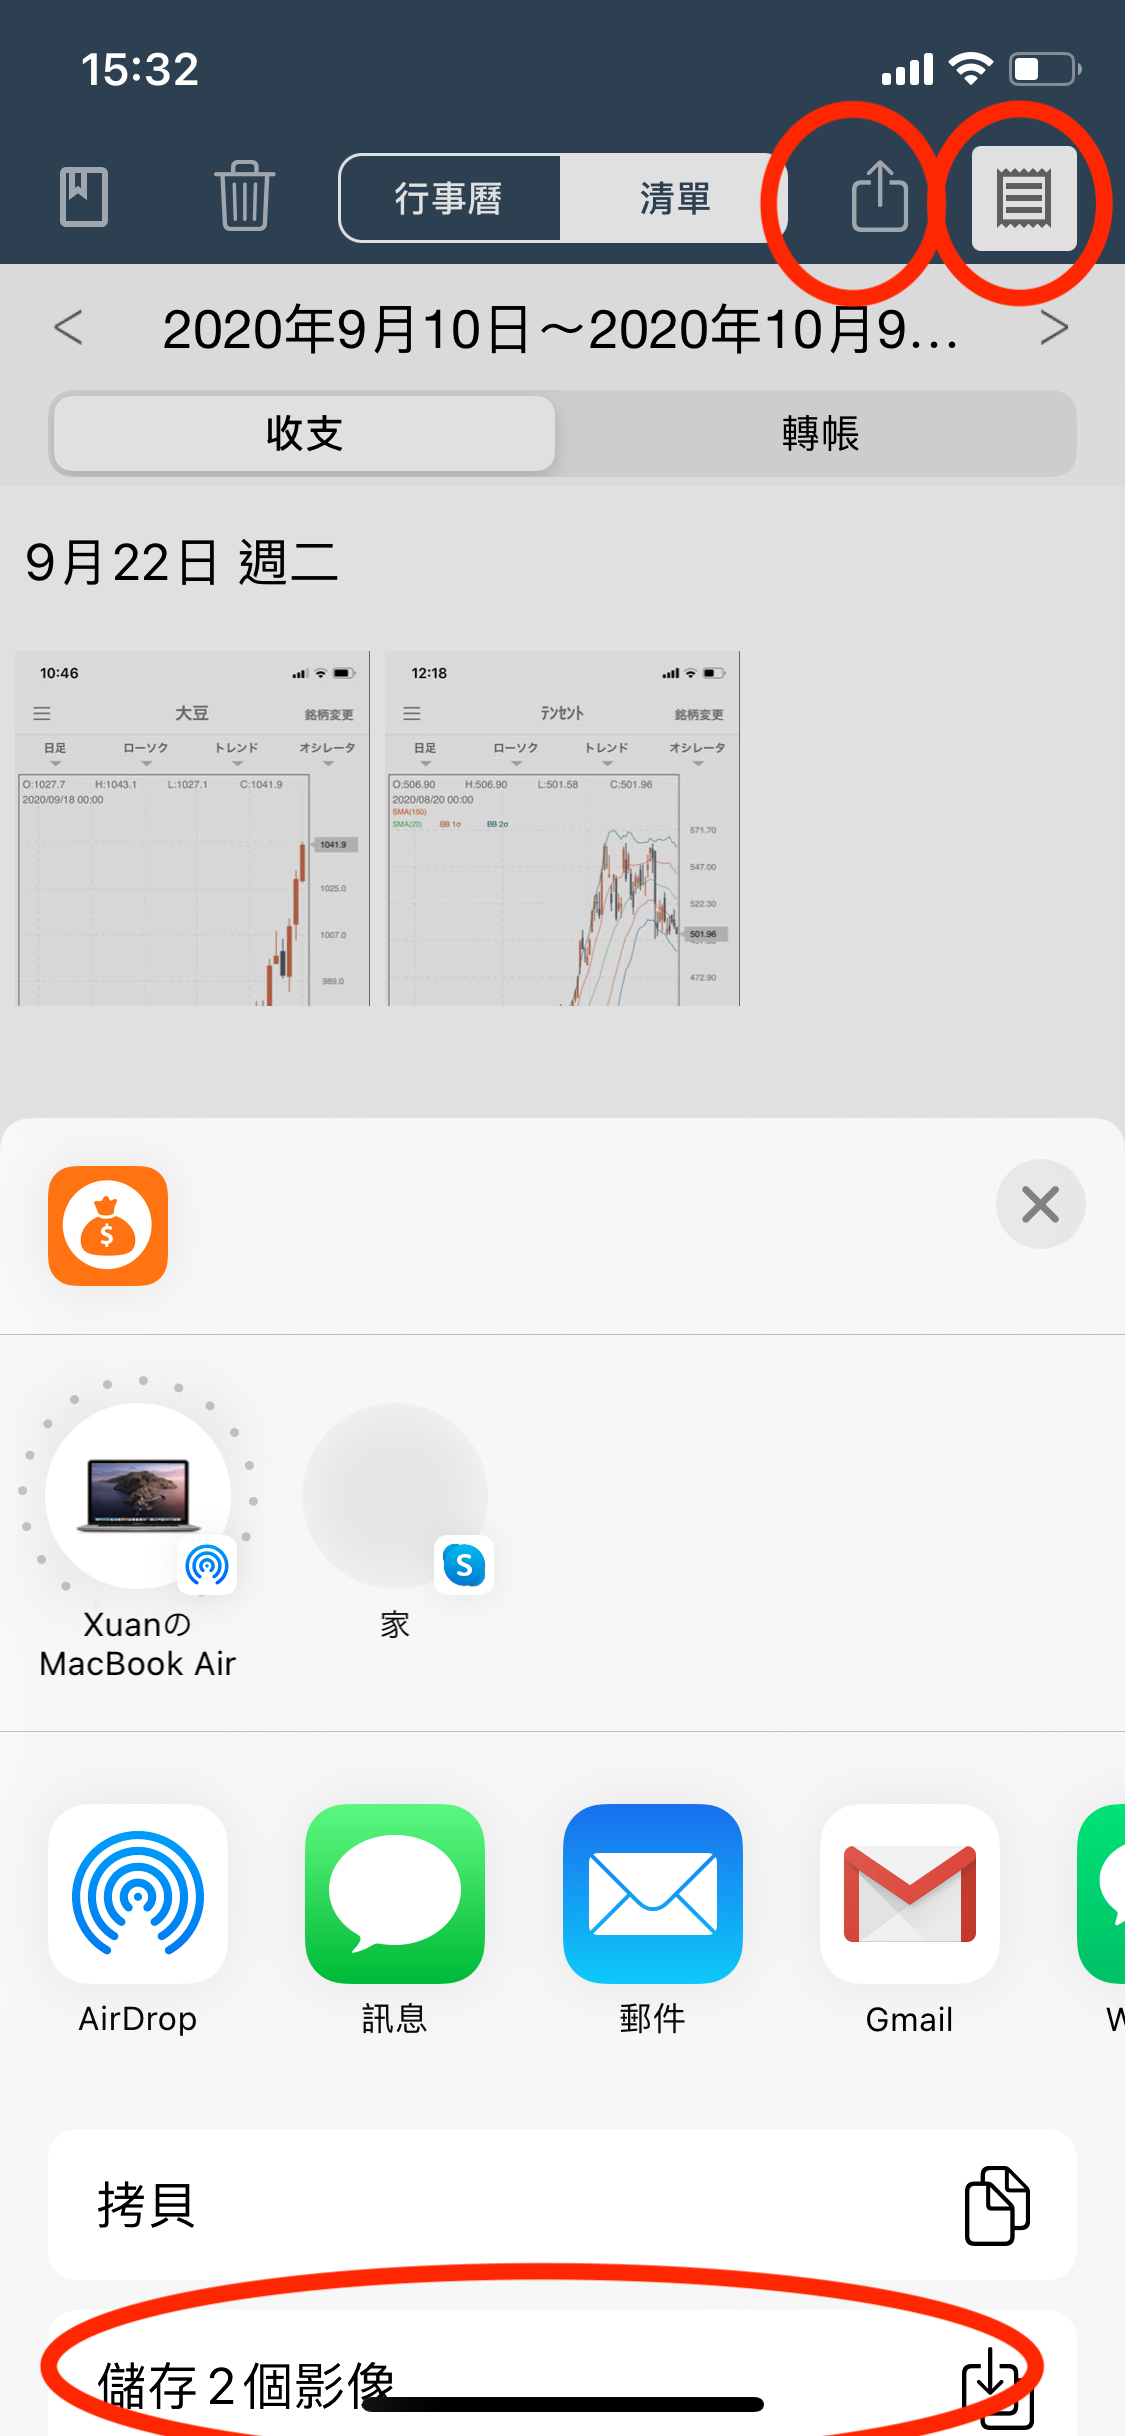 15:32
行事曆 清單
< 2020年9月10日～2020年10月9... >
收支 轉帳
9月22日 週二
10:46
大豆 銘柄変更
日足 ローソク トレンド オシレータ
O:1027.7 H:1043.1 L:1027.1 C:1041.9
2020/09/18 00:00
1041.9
1025.0
1007.0
989.0
12:18
テンセント 銘柄変更
日足 ローソク トレンド オシレータ
O:506.90 H:506.90 L:501.58 C:501.96
2020/08/20 00:00
SMA(150)
SMA(20) BB 1σ BB 2σ
571.70
547.00
522.30
501.96
472.90
$
S
Xuanの
MacBook Air
家
AirDrop
訊息
郵件
Gmail
拷貝
儲存 2 個影像